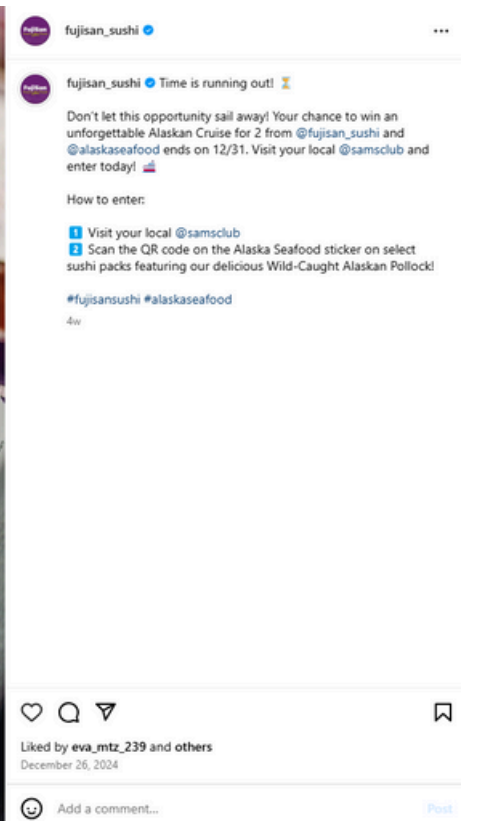 FujiSan
fujisan_sushi
FujiSan
fujisan_sushi Time is running out! ⏳
Don't let this opportunity sail away! Your chance to win an
unforgettable Alaskan Cruise for 2 from @fujisan_sushi and
@alaskaseafood ends on 12/31. Visit your local @samsclub and
enter today! 🚢
How to enter:
1️⃣ Visit your local @samsclub
2️⃣ Scan the QR code on the Alaska Seafood sticker on select
sushi packs featuring our delicious Wild-Caught Alaskan Pollock!
#fujisansushi #alaskaseafood
4w
Liked by eva_mtz_239 and others
December 26, 2024
Add a comment...
Post